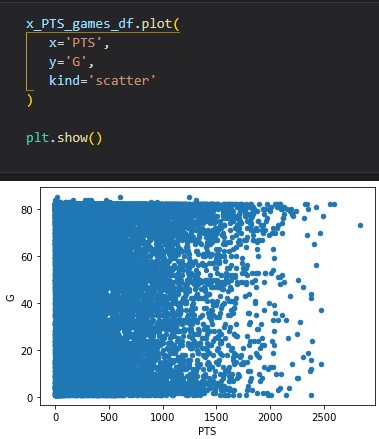 x_PTS_games_df.plot(
x='PTS',
y='G',
kind='scatter'
)
plt.show()
80
60
40
20
0
G
0 500 1000 1500 2000 2500
PTS